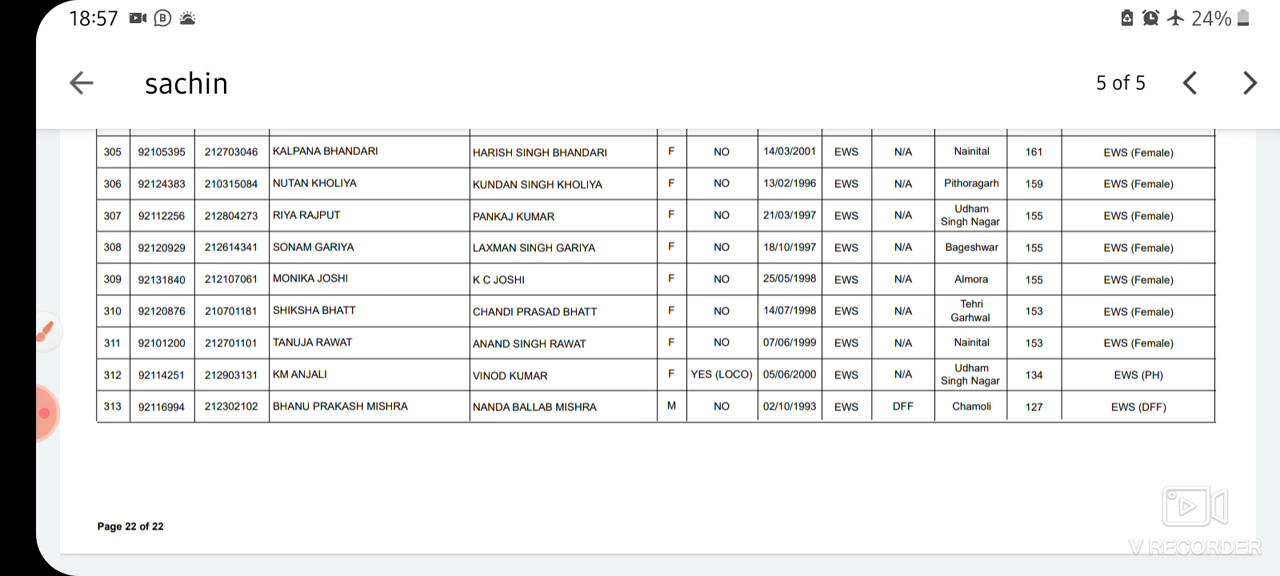 18:57 B 24%
sachin 5 of 5
305 92105395 212703046 KALPANA BHANDARI HARISH SINGH BHANDARI F NO 14/03/2001 EWS N/A Nainital 161 EWS (Female)
306 92124383 210315084 NUTAN KHOLIYA KUNDAN SINGH KHOLIYA F NO 13/02/1996 EWS N/A Pithoragarh 159 EWS (Female)
307 92112256 212804273 RIYA RAJPUT PANKAJ KUMAR F NO 21/03/1997 EWS N/A Udham Singh Nagar 155 EWS (Female)
308 92120929 212614341 SONAM GARIYA LAXMAN SINGH GARIYA F NO 18/10/1997 EWS N/A Bageshwar 155 EWS (Female)
309 92131840 212107061 MONIKA JOSHI K C JOSHI F NO 25/05/1998 EWS N/A Almora 155 EWS (Female)
310 92120876 210701181 SHIKSHA BHATT CHANDI PRASAD BHATT F NO 14/07/1998 EWS N/A Tehri Garhwal 153 EWS (Female)
311 92101200 212701101 TANUJA RAWAT ANAND SINGH RAWAT F NO 07/06/1999 EWS N/A Nainital 153 EWS (Female)
312 92114251 212903131 KM ANJALI VINOD KUMAR F YES (LOCO) 05/06/2000 EWS N/A Udham Singh Nagar 134 EWS (PH)
313 92116994 212302102 BHANU PRAKASH MISHRA NANDA BALLAB MISHRA M NO 02/10/1993 EWS DFF Chamoli 127 EWS (DFF)
Page 22 of 22
V RECORDER